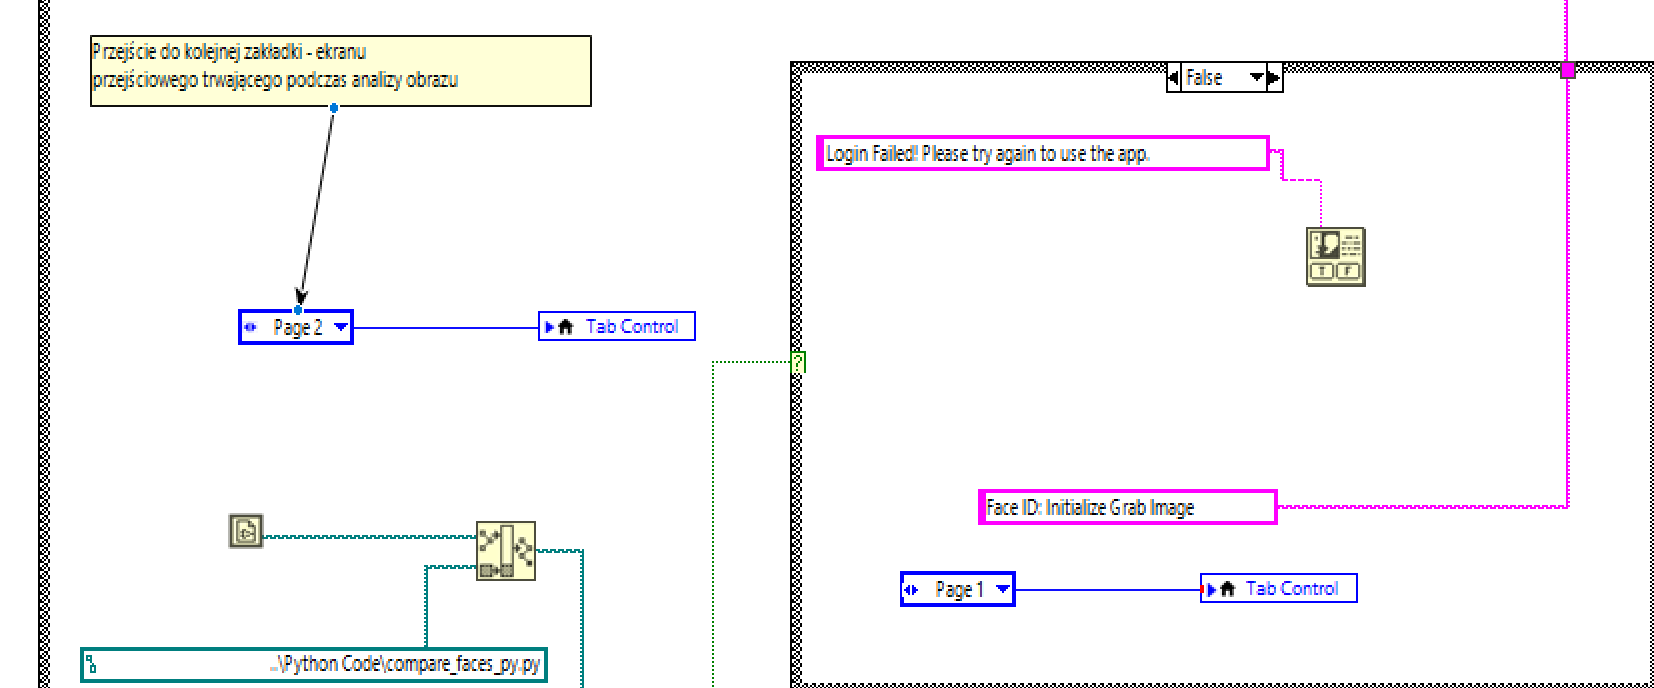 Przejście do kolejnej zakładki - ekranu
przejściowego trwającego podczas analizy obrazu
False
Login Failed! Please try again to use the app.
T F
Page 2
Tab Control
?
Face ID: Initialize Grab Image
Page 1
Tab Control
..\Python Code\compare_faces_py.py